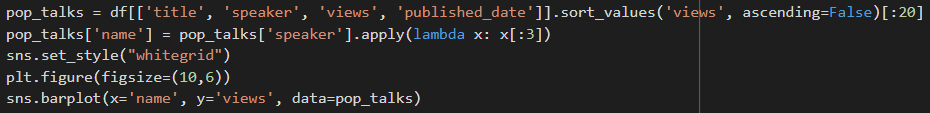 pop_talks = df[['title', 'speaker', 'views', 'published_date']].sort_values('views', ascending=False)[:20]
pop_talks['name'] = pop_talks['speaker'].apply(lambda x: x[:3])
sns.set_style("whitegrid")
plt.figure(figsize=(10,6))
sns.barplot(x='name', y='views', data=pop_talks)